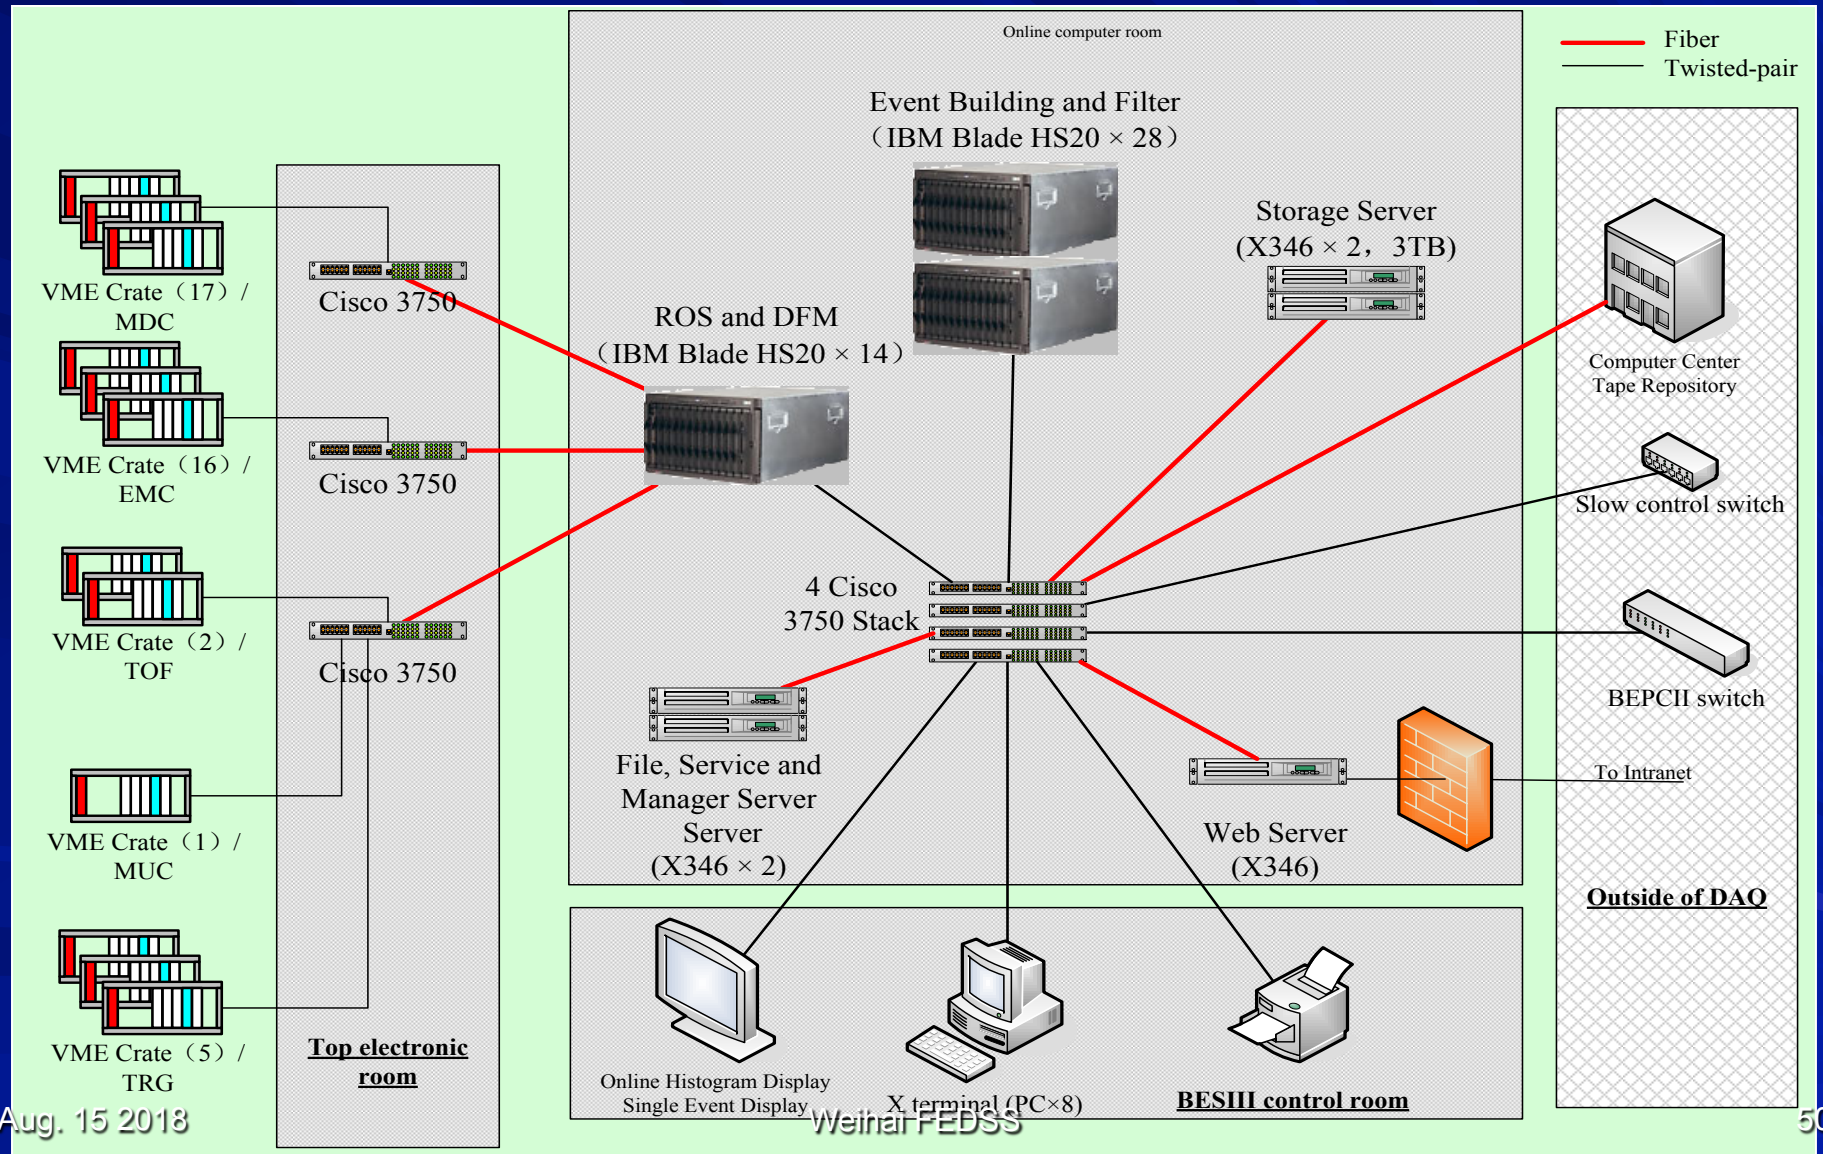 Online computer room
Fiber
Twisted-pair
Event Building and Filter
（IBM Blade HS20 × 28）
Storage Server
(X346 × 2，3TB)
VME Crate（17）/
MDC
Cisco 3750
ROS and DFM
（IBM Blade HS20 × 14）
Computer Center
Tape Repository
VME Crate（16）/
EMC
Cisco 3750
Slow control switch
4 Cisco
3750 Stack
VME Crate（2）/
TOF
Cisco 3750
BEPCII switch
File, Service and
Manager Server
Server
(X346 × 2)
To Intranet
Web Server
(X346)
VME Crate（1）/
MUC
Outside of DAQ
VME Crate（5）/
TRG
Top electronic
room
Online Histogram Display
Single Event Display
X terminal (PC×8)
BESIII control room
Aug. 15 2018
Weihai FEDSS
50